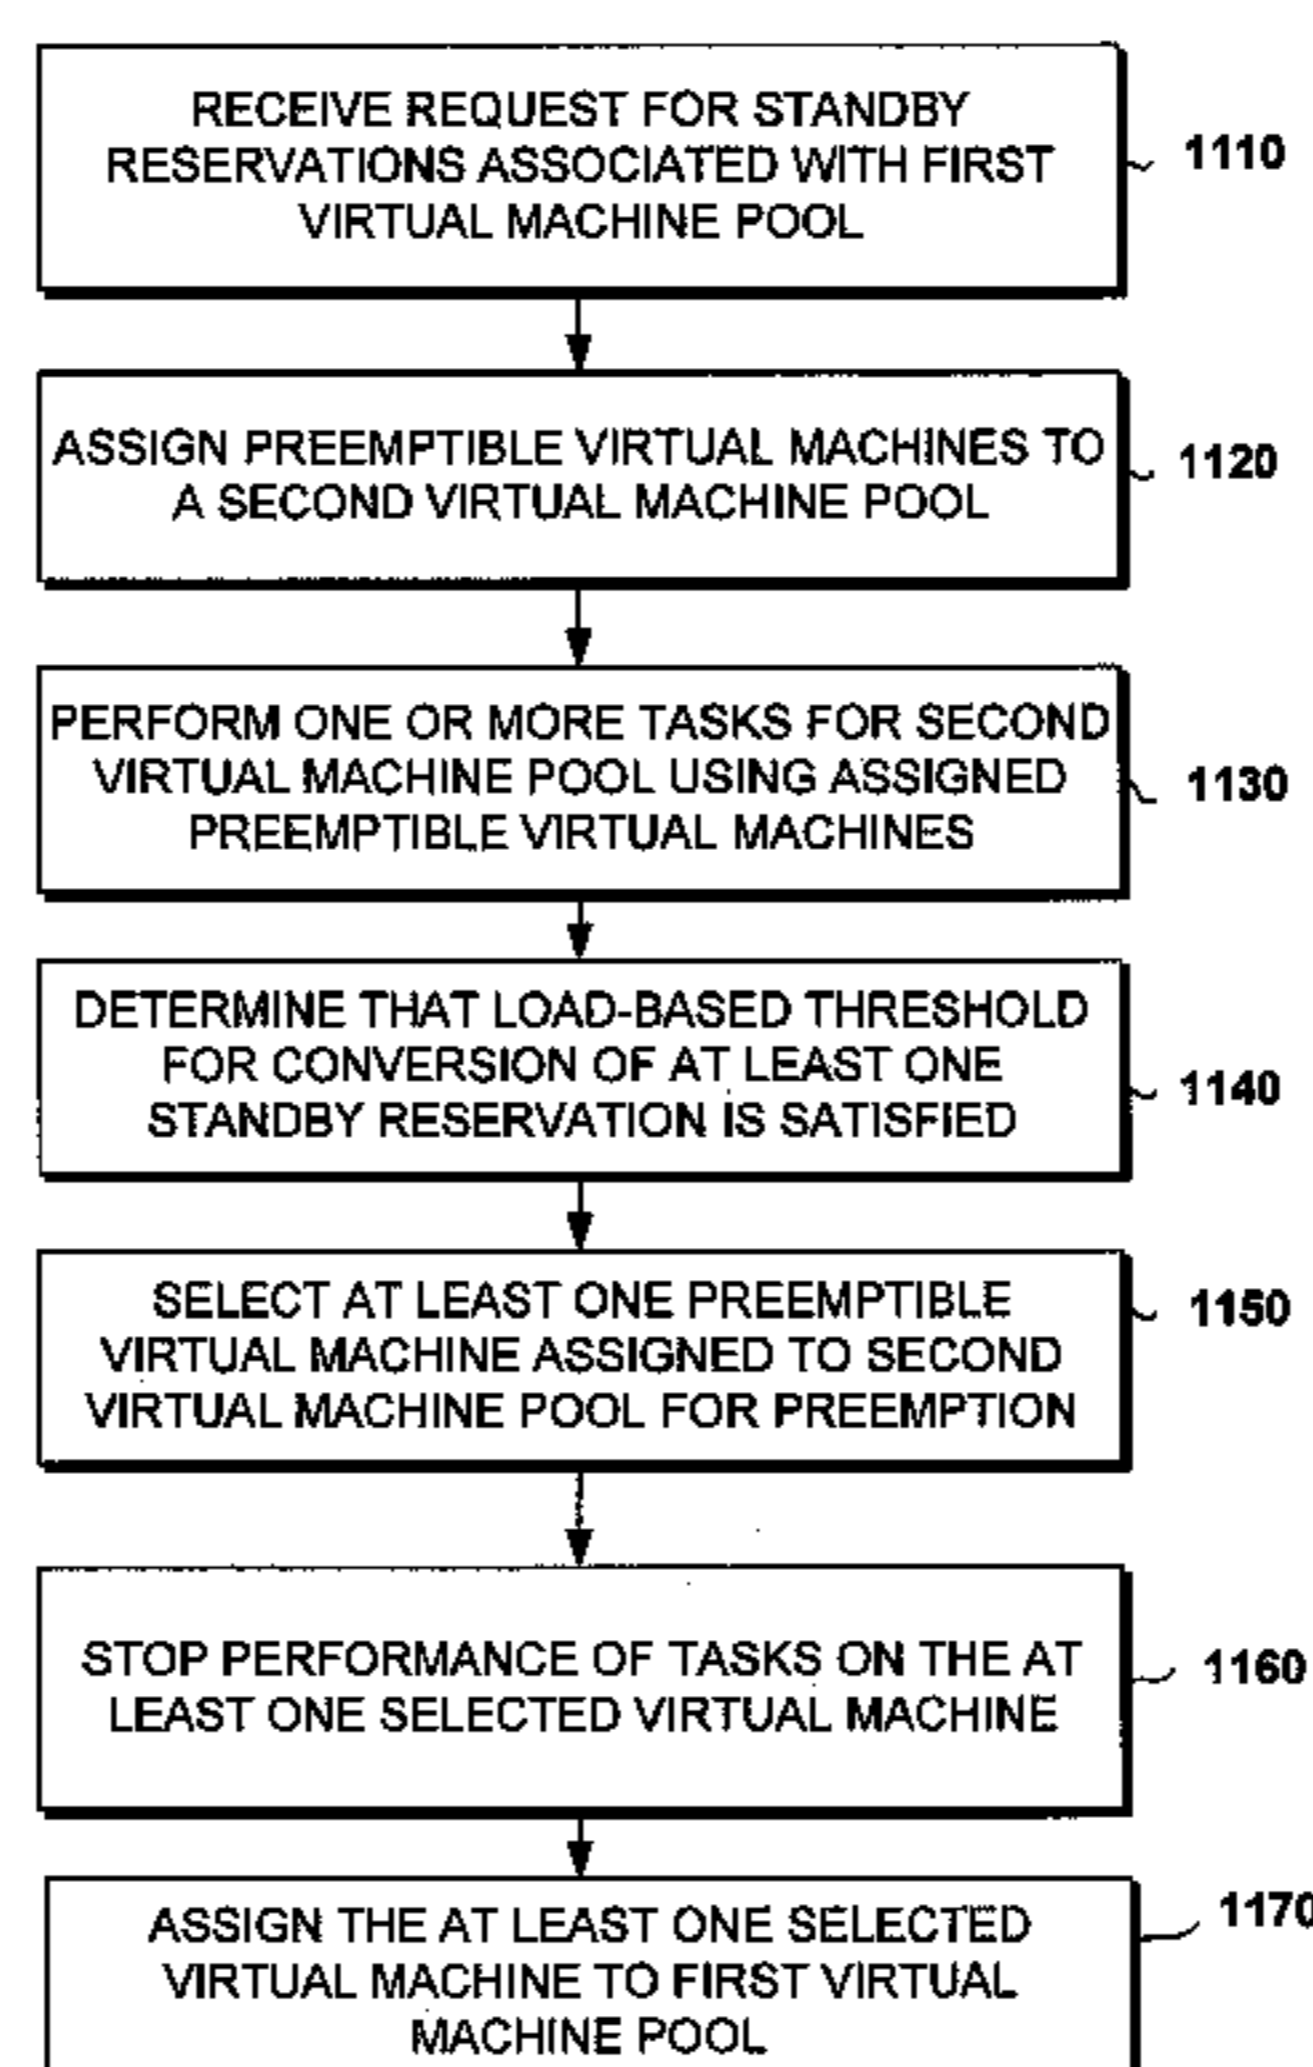 RECEIVE REQUEST FOR STANDBY
RESERVATIONS ASSOCIATED WITH FIRST
VIRTUAL MACHINE POOL
1110
ASSIGN PREEMPTIBLE VIRTUAL MACHINES TO
A SECOND VIRTUAL MACHINE POOL
1120
PERFORM ONE OR MORE TASKS FOR SECOND
VIRTUAL MACHINE POOL USING ASSIGNED
PREEMPTIBLE VIRTUAL MACHINES
1130
DETERMINE THAT LOAD-BASED THRESHOLD
FOR CONVERSION OF AT LEAST ONE
STANDBY RESERVATION IS SATISFIED
1140
SELECT AT LEAST ONE PREEMPTIBLE
VIRTUAL MACHINE ASSIGNED TO SECOND
VIRTUAL MACHINE POOL FOR PREEMPTION
1150
STOP PERFORMANCE OF TASKS ON THE AT
LEAST ONE SELECTED VIRTUAL MACHINE
1160
ASSIGN THE AT LEAST ONE SELECTED
VIRTUAL MACHINE TO FIRST VIRTUAL
MACHINE POOL
1170